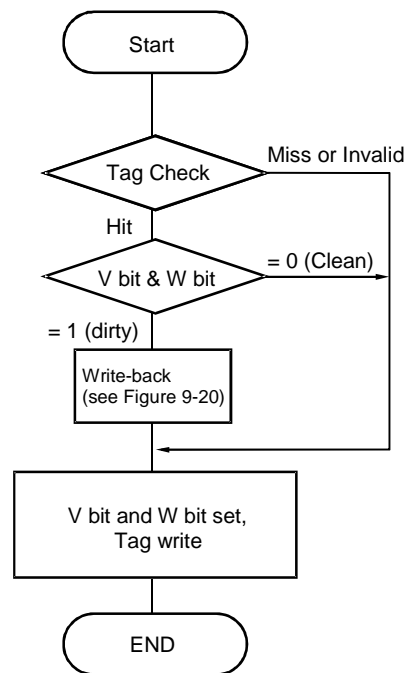 Start
Tag Check
Miss or Invalid
Hit
V bit & W bit
= 0 (Clean)
= 1 (dirty)
Write-back
(see Figure 9-20)
V bit and W bit set,
Tag write
END